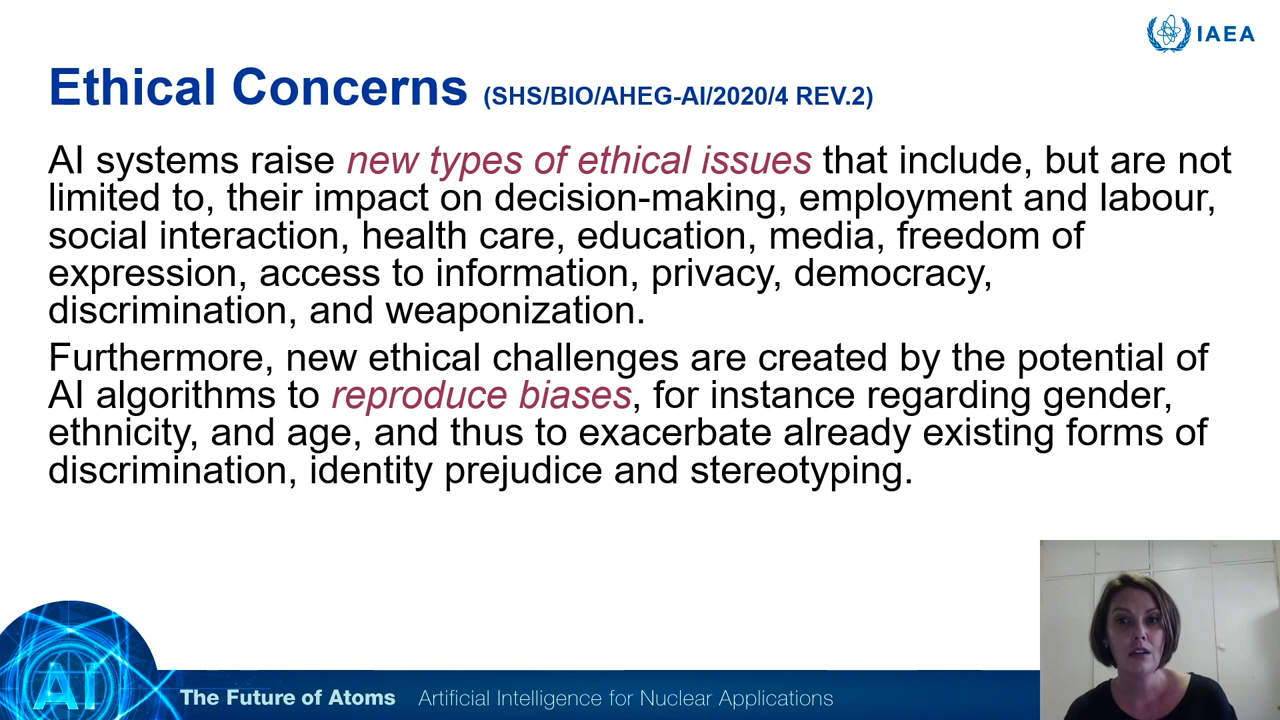 IAEA
Ethical Concerns (SHS/BIO/AHEG-AI/2020/4 REV.2)
AI systems raise new types of ethical issues that include, but are not
limited to, their impact on decision-making, employment and labour,
social interaction, health care, education, media, freedom of
expression, access to information, privacy, democracy,
discrimination, and weaponization.
Furthermore, new ethical challenges are created by the potential of
AI algorithms to reproduce biases, for instance regarding gender,
ethnicity, and age, and thus to exacerbate already existing forms of
discrimination, identity prejudice and stereotyping.
AI
The Future of Atoms Artificial Intelligence for Nuclear Applications